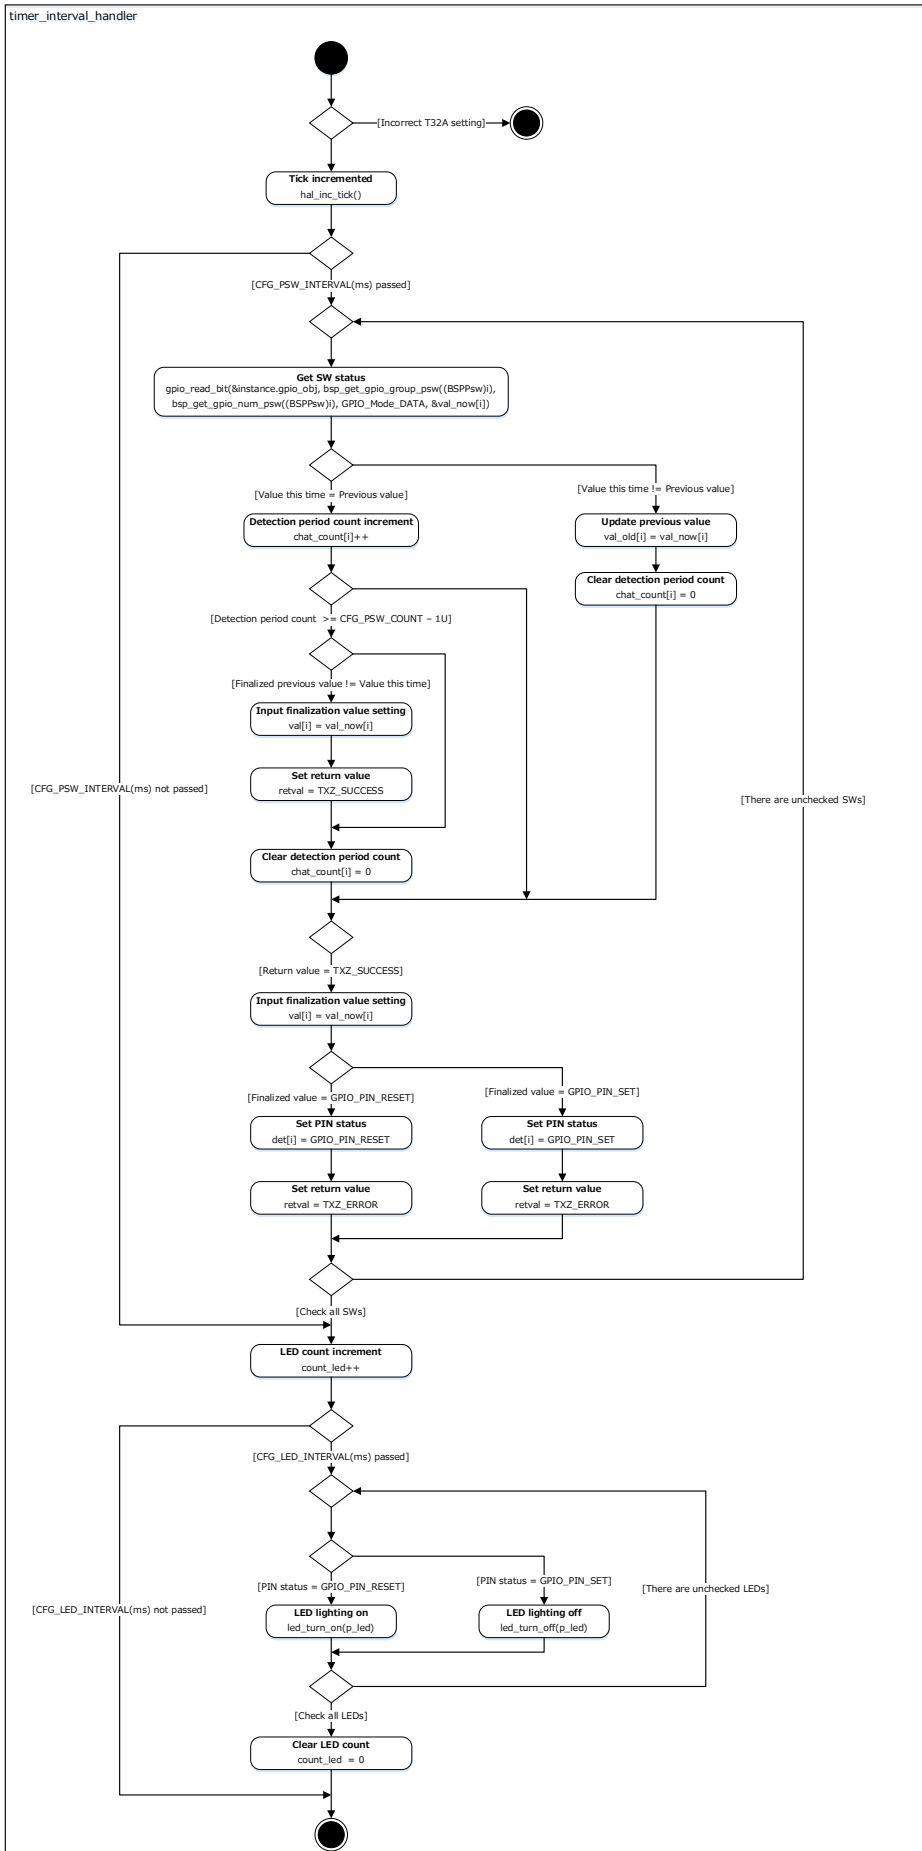 timer_interval_handler
[Incorrect T32A setting]
Tick incremented
hal_inc_tick()
[CFG_PSW_INTERVAL(ms) passed]
Get SW status
gpio_read_bit(&instance.gpio_obj, bsp_get_gpio_group_psw((BSPPsw)i),
bsp_get_gpio_num_psw((BSPPsw)i), GPIO_Mode_DATA, &val_now[i])
[Value this time = Previous value]
[Value this time != Previous value]
Detection period count increment
chat_count[i]++
Update previous value
val_old[i] = val_now[i]
Clear detection period count
chat_count[i] = 0
[Detection period count  >= CFG_PSW_COUNT – 1U]
[Finalized previous value != Value this time]
Input finalization value setting
val[i] = val_now[i]
Set return value
retval = TXZ_SUCCESS
[CFG_PSW_INTERVAL(ms) not passed]
[There are unchecked SWs]
Clear detection period count
chat_count[i] = 0
[Return value = TXZ_SUCCESS]
Input finalization value setting
val[i] = val_now[i]
[Finalized value = GPIO_PIN_RESET]
[Finalized value = GPIO_PIN_SET]
Set PIN status
det[i] = GPIO_PIN_RESET
Set PIN status
det[i] = GPIO_PIN_SET
Set return value
retval = TXZ_ERROR
Set return value
retval = TXZ_ERROR
[Check all SWs]
LED count increment
count_led++
[CFG_LED_INTERVAL(ms) passed]
[PIN status = GPIO_PIN_RESET]
[PIN status = GPIO_PIN_SET]
[There are unchecked LEDs]
[CFG_LED_INTERVAL(ms) not passed]
LED lighting on
led_turn_on(p_led)
LED lighting off
led_turn_off(p_led)
[Check all LEDs]
Clear LED count
count_led  = 0